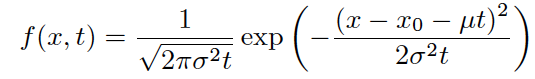 f(x, t) = \frac{1}{\sqrt{2\pi\sigma^2 t}} \exp\left(-\frac{(x - x_0 - \mu t)^2}{2\sigma^2 t}\right)